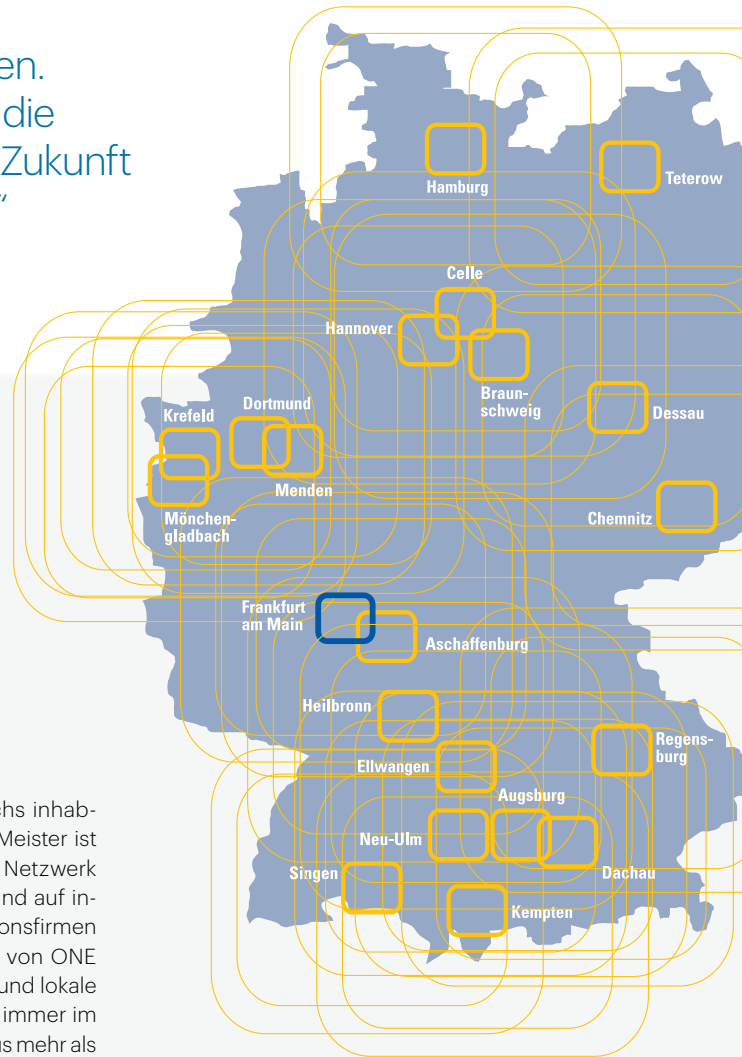 en.
die
Zukunft
“
Hamburg
Teterow
Celle
Hannover
Braun-
schweig
Dessau
Krefeld
Dortmund
Menden
Mönchen-
gladbach
Chemnitz
Frankfurt
am Main
Aschaffenburg
Heilbronn
Regens-
burg
Ellwangen
Augsburg
Neu-Ulm
Dachau
Singen
Kempten
chs inhab-
Meister ist
Netzwerk
nd auf in-
onsfirmen
von ONE
und lokale
immer im
us mehr als